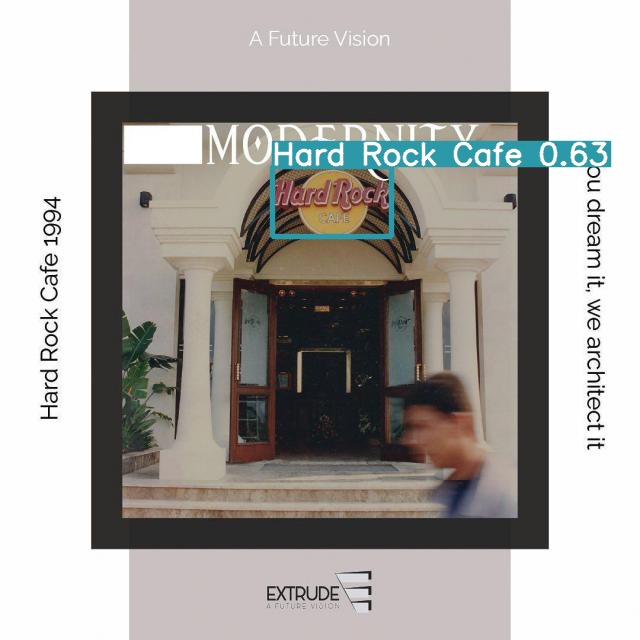 A Future Vision
MODERNITY
Hard Rock Cafe 0.63
Hard Rock
CAFE
Hard Rock Cafe 1994
ou dream it, we architect it
EXTRUDE
A FUTURE VISION